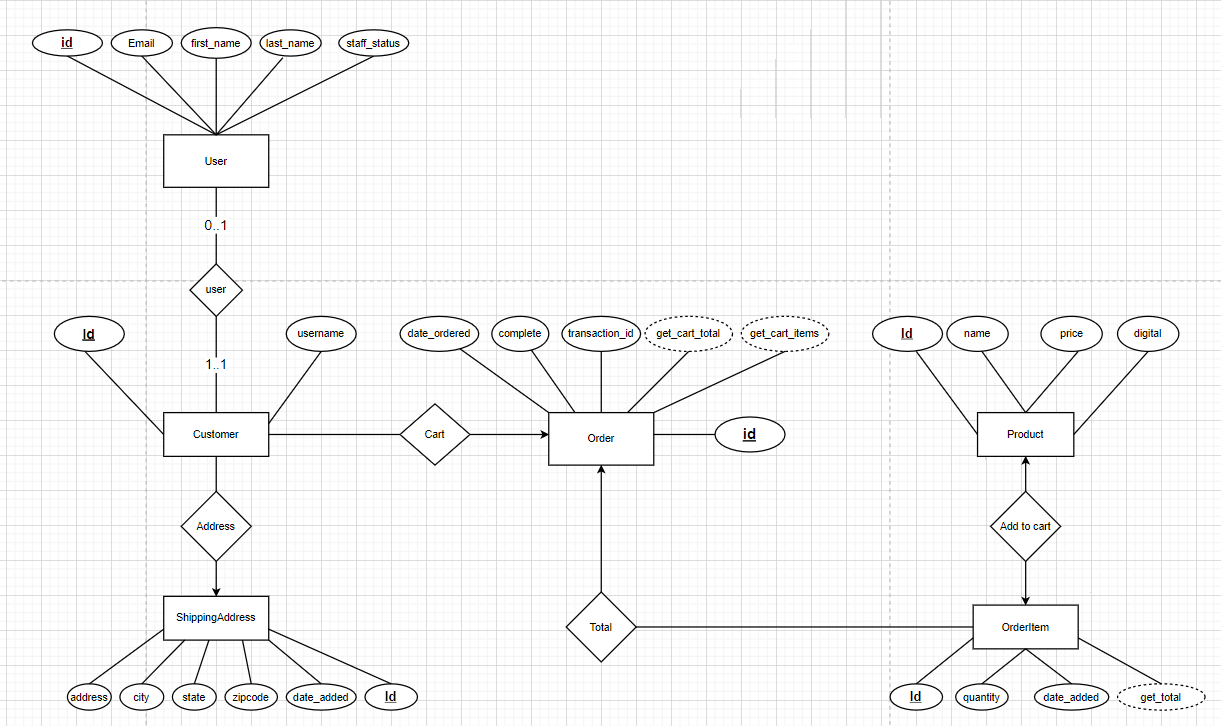 id
Email
first_name
last_name
staff_status
User
0..1
user
Id
username
date_ordered
complete
transaction_id
get_cart_total
get_cart_items
Id
name
price
digital
1..1
Customer
Cart
Order
id
Product
Address
Add to cart
ShippingAddress
Total
OrderItem
address
city
state
zipcode
date_added
Id
Id
quantity
date_added
get_total